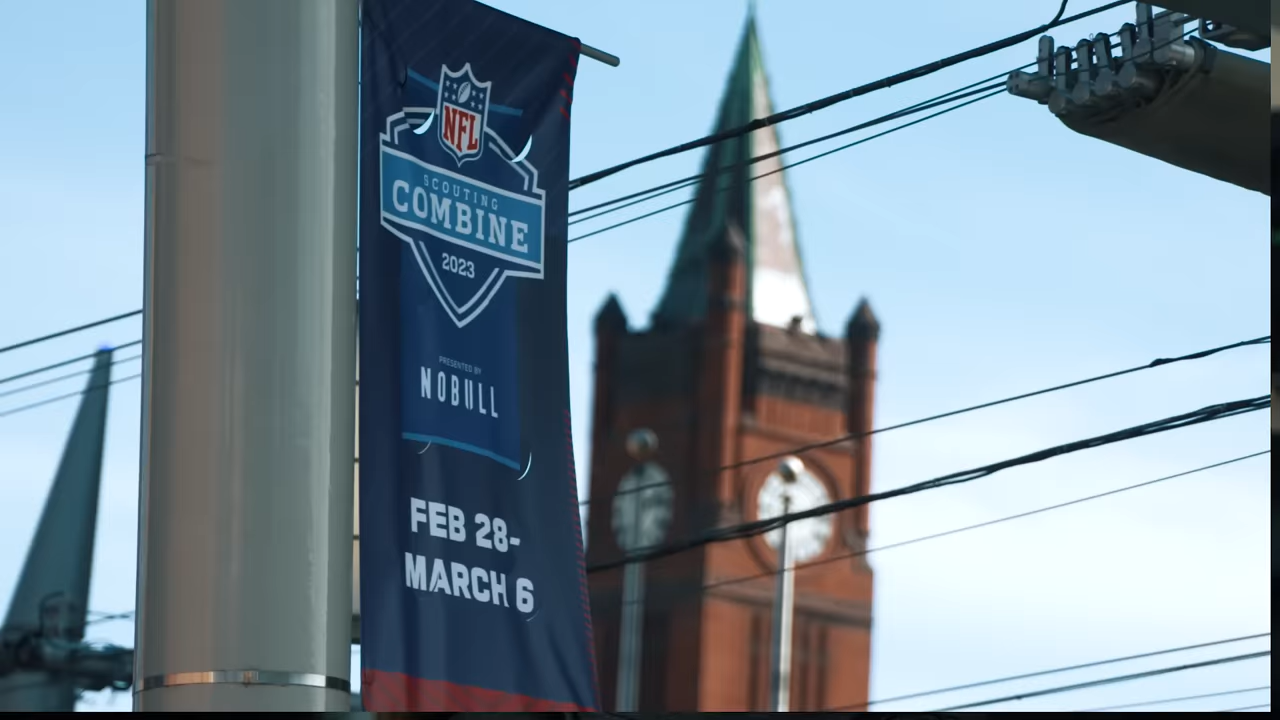 NFL
SCOUTING
COMBINE
2023
PRESENTED BY
NOBULL
FEB 28-
MARCH 6